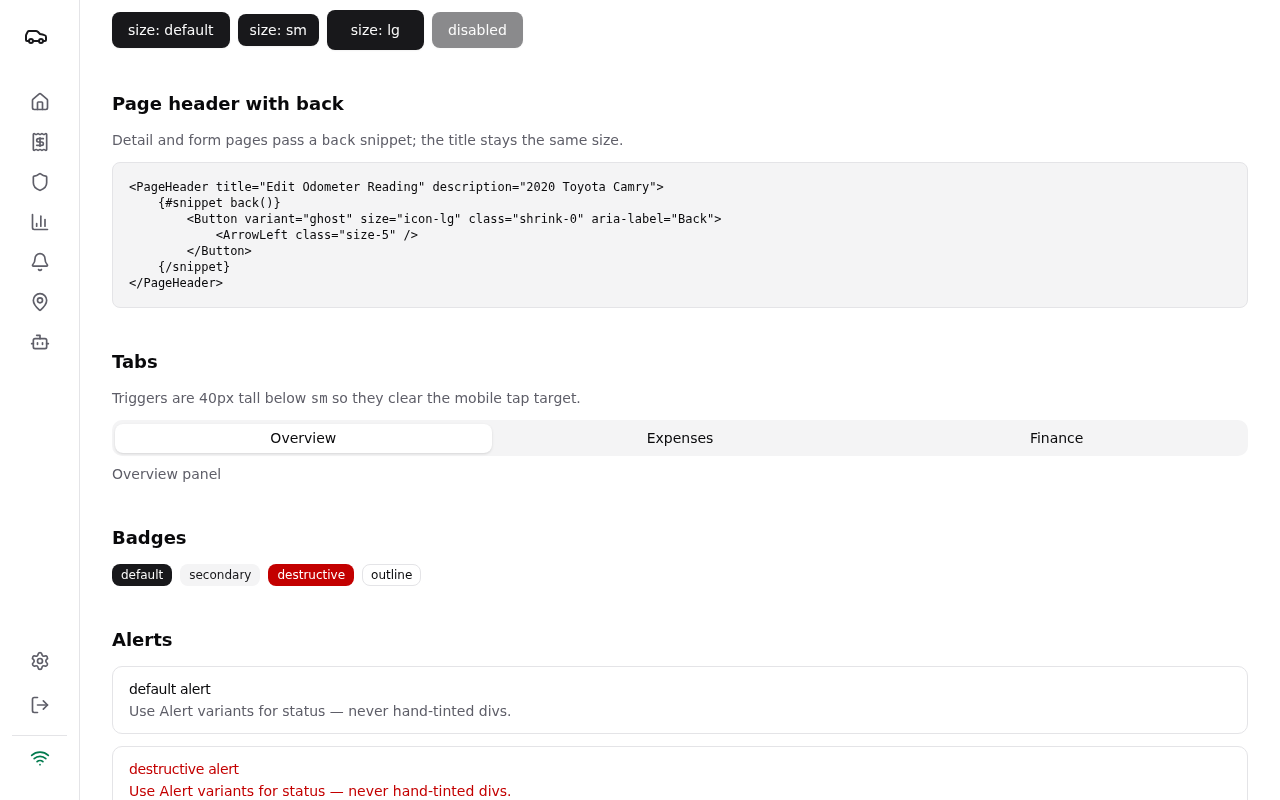 size: default
size: sm
size: lg
disabled
Page header with back
Detail and form pages pass a back snippet; the title stays the same size.
<PageHeader title="Edit Odometer Reading" description="2020 Toyota Camry">
    {#snippet back()}
        <Button variant="ghost" size="icon-lg" class="shrink-0" aria-label="Back">
            <ArrowLeft class="size-5" />
        </Button>
    {/snippet}
</PageHeader>
Tabs
Triggers are 40px tall below sm so they clear the mobile tap target.
Overview
Expenses
Finance
Overview panel
Badges
default
secondary
destructive
outline
Alerts
default alert
Use Alert variants for status — never hand-tinted divs.
destructive alert
Use Alert variants for status — never hand-tinted divs.